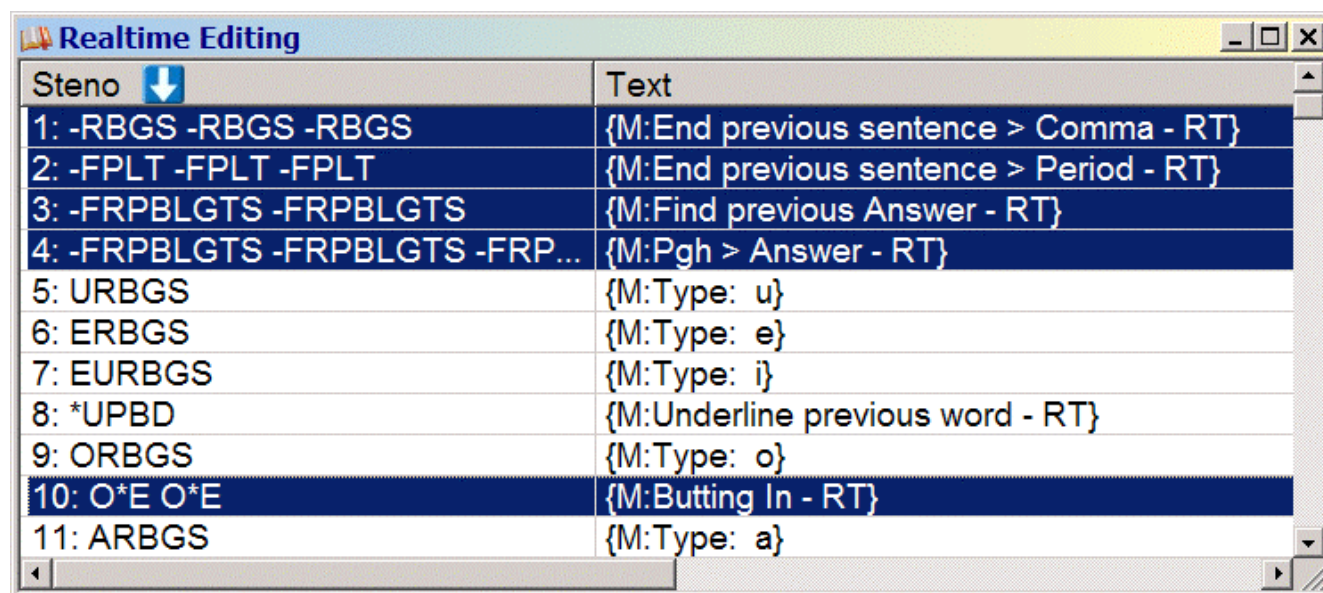 Realtime Editing
Steno Text
1: -RBGS -RBGS -RBGS {M:End previous sentence > Comma - RT}
2: -FPLT -FPLT -FPLT {M:End previous sentence > Period - RT}
3: -FRPBLGTS -FRPBLGTS {M:Find previous Answer - RT}
4: -FRPBLGTS -FRPBLGTS -FRP... {M:Pgh > Answer - RT}
5: URBGS {M:Type:  u}
6: ERBGS {M:Type:  e}
7: EURBGS {M:Type:  i}
8: *UPBD {M:Underline previous word - RT}
9: ORBGS {M:Type:  o}
10: O*E O*E {M:Butting In - RT}
11: ARBGS {M:Type:  a}